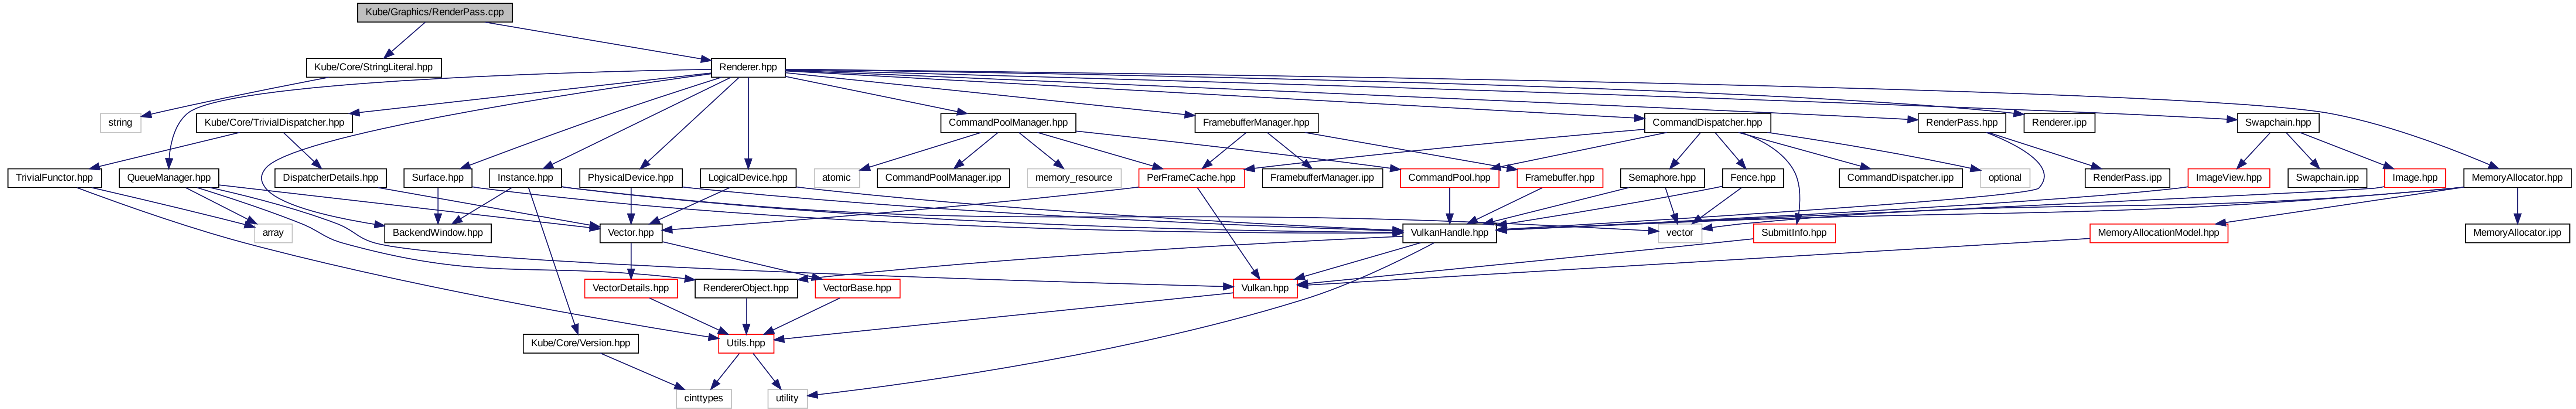 Kube/Graphics/RenderPass.cpp
Kube/Core/StringLiteral.hpp
Renderer.hpp
string
Kube/Core/TrivialDispatcher.hpp
CommandPoolManager.hpp
FramebufferManager.hpp
CommandDispatcher.hpp
RenderPass.hpp
Renderer.ipp
Swapchain.hpp
TrivialFunctor.hpp
QueueManager.hpp
DispatcherDetails.hpp
Surface.hpp
Instance.hpp
PhysicalDevice.hpp
LogicalDevice.hpp
atomic
CommandPoolManager.ipp
memory_resource
PerFrameCache.hpp
FramebufferManager.ipp
CommandPool.hpp
Framebuffer.hpp
Semaphore.hpp
Fence.hpp
CommandDispatcher.ipp
optional
RenderPass.ipp
ImageView.hpp
Swapchain.ipp
Image.hpp
MemoryAllocator.hpp
array
BackendWindow.hpp
Vector.hpp
VulkanHandle.hpp
vector
SubmitInfo.hpp
MemoryAllocationModel.hpp
MemoryAllocator.ipp
VectorDetails.hpp
RendererObject.hpp
VectorBase.hpp
Vulkan.hpp
Kube/Core/Version.hpp
Utils.hpp
cinttypes
utility